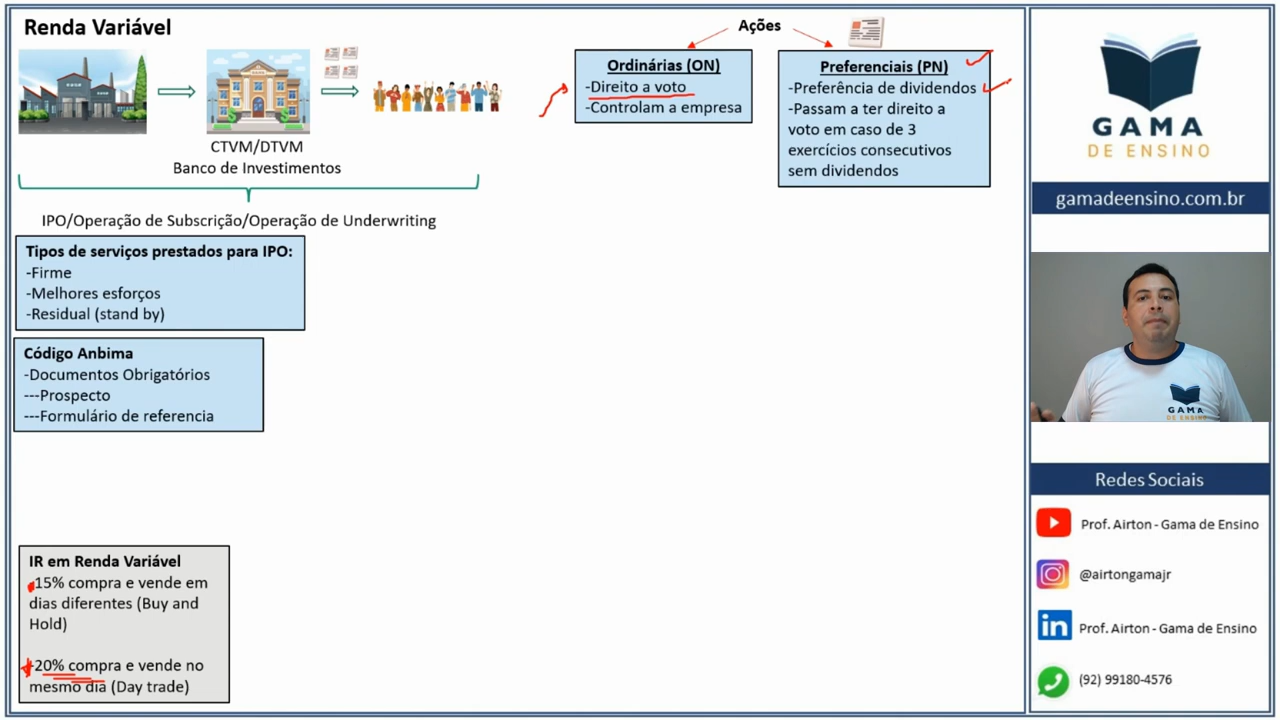 Renda Variável
CTVM/DTVM
Banco de Investimentos
IPO/Operação de Subscrição/Operação de Underwriting
Tipos de serviços prestados para IPO:
-Firme
-Melhores esforços
-Residual (stand by)
Código Anbima
-Documentos Obrigatórios
---Prospecto
---Formulário de referencia
IR em Renda Variável
-15% compra e vende em
dias diferentes (Buy and
Hold)
-20% compra e vende no
mesmo dia (Day trade)
Ações
Ordinárias (ON)
-Direito a voto
-Controlam a empresa
Preferenciais (PN)
-Preferência de dividendos
-Passam a ter direito a
voto em caso de 3
exercícios consecutivos
sem dividendos
GAMA
DE ENSINO
gamadeensino.com.br
GAMA
DE ENSINO
Redes Sociais
Prof. Airton - Gama de Ensino
@airtongamajr
in
Prof. Airton - Gama de Ensino
(92) 99180-4576